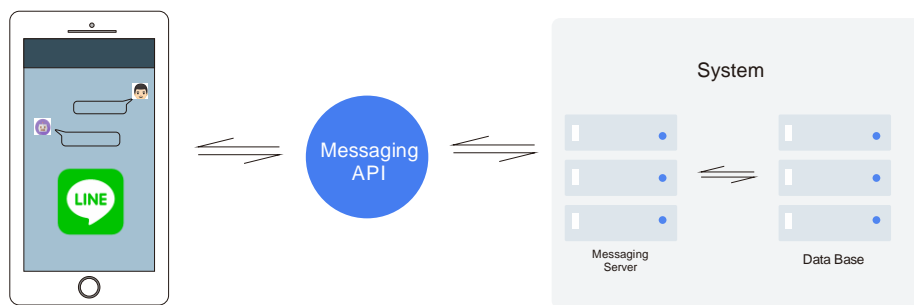 LINE
Messaging
API
System
Messaging
Server
Data Base